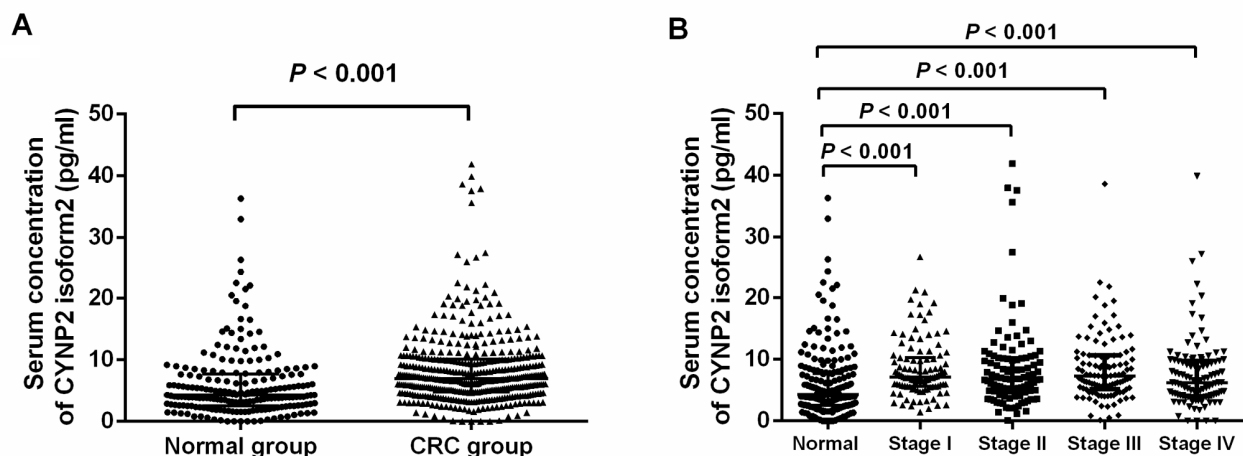 A
P < 0.001
Serum concentration
of CYNP2 isoform2 (pg/ml)
50
40
30
20
10
0
Normal group
CRC group
B
P < 0.001
P < 0.001
P < 0.001
P < 0.001
Serum concentration
of CYNP2 isoform2 (pg/ml)
50
40
30
20
10
0
Normal
Stage I
Stage II
Stage III
Stage IV